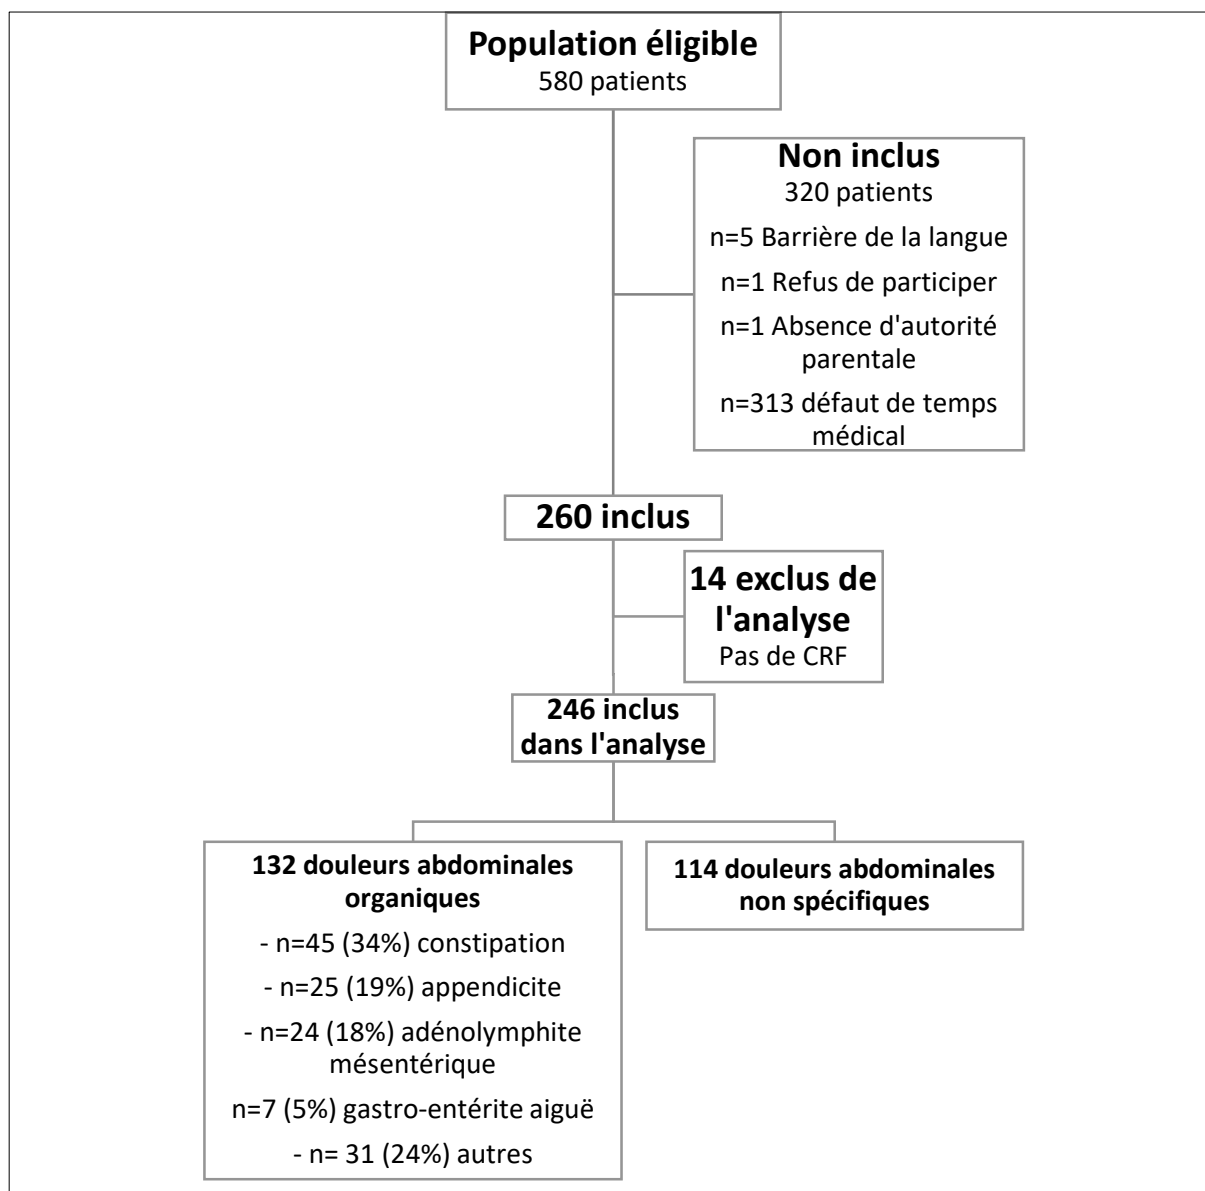 Population éligible
580 patients
Non inclus
320 patients
n=5 Barrière de la langue
n=1 Refus de participer
n=1 Absence d'autorité
parentale
n=313 défaut de temps
médical
260 inclus
14 exclus de
l'analyse
Pas de CRF
246 inclus
dans l'analyse
132 douleurs abdominales
organiques
- n=45 (34%) constipation
- n=25 (19%) appendicite
- n=24 (18%) adénolymphite
mésentérique
n=7 (5%) gastro-entérite aiguë
- n= 31 (24%) autres
114 douleurs abdominales
non spécifiques